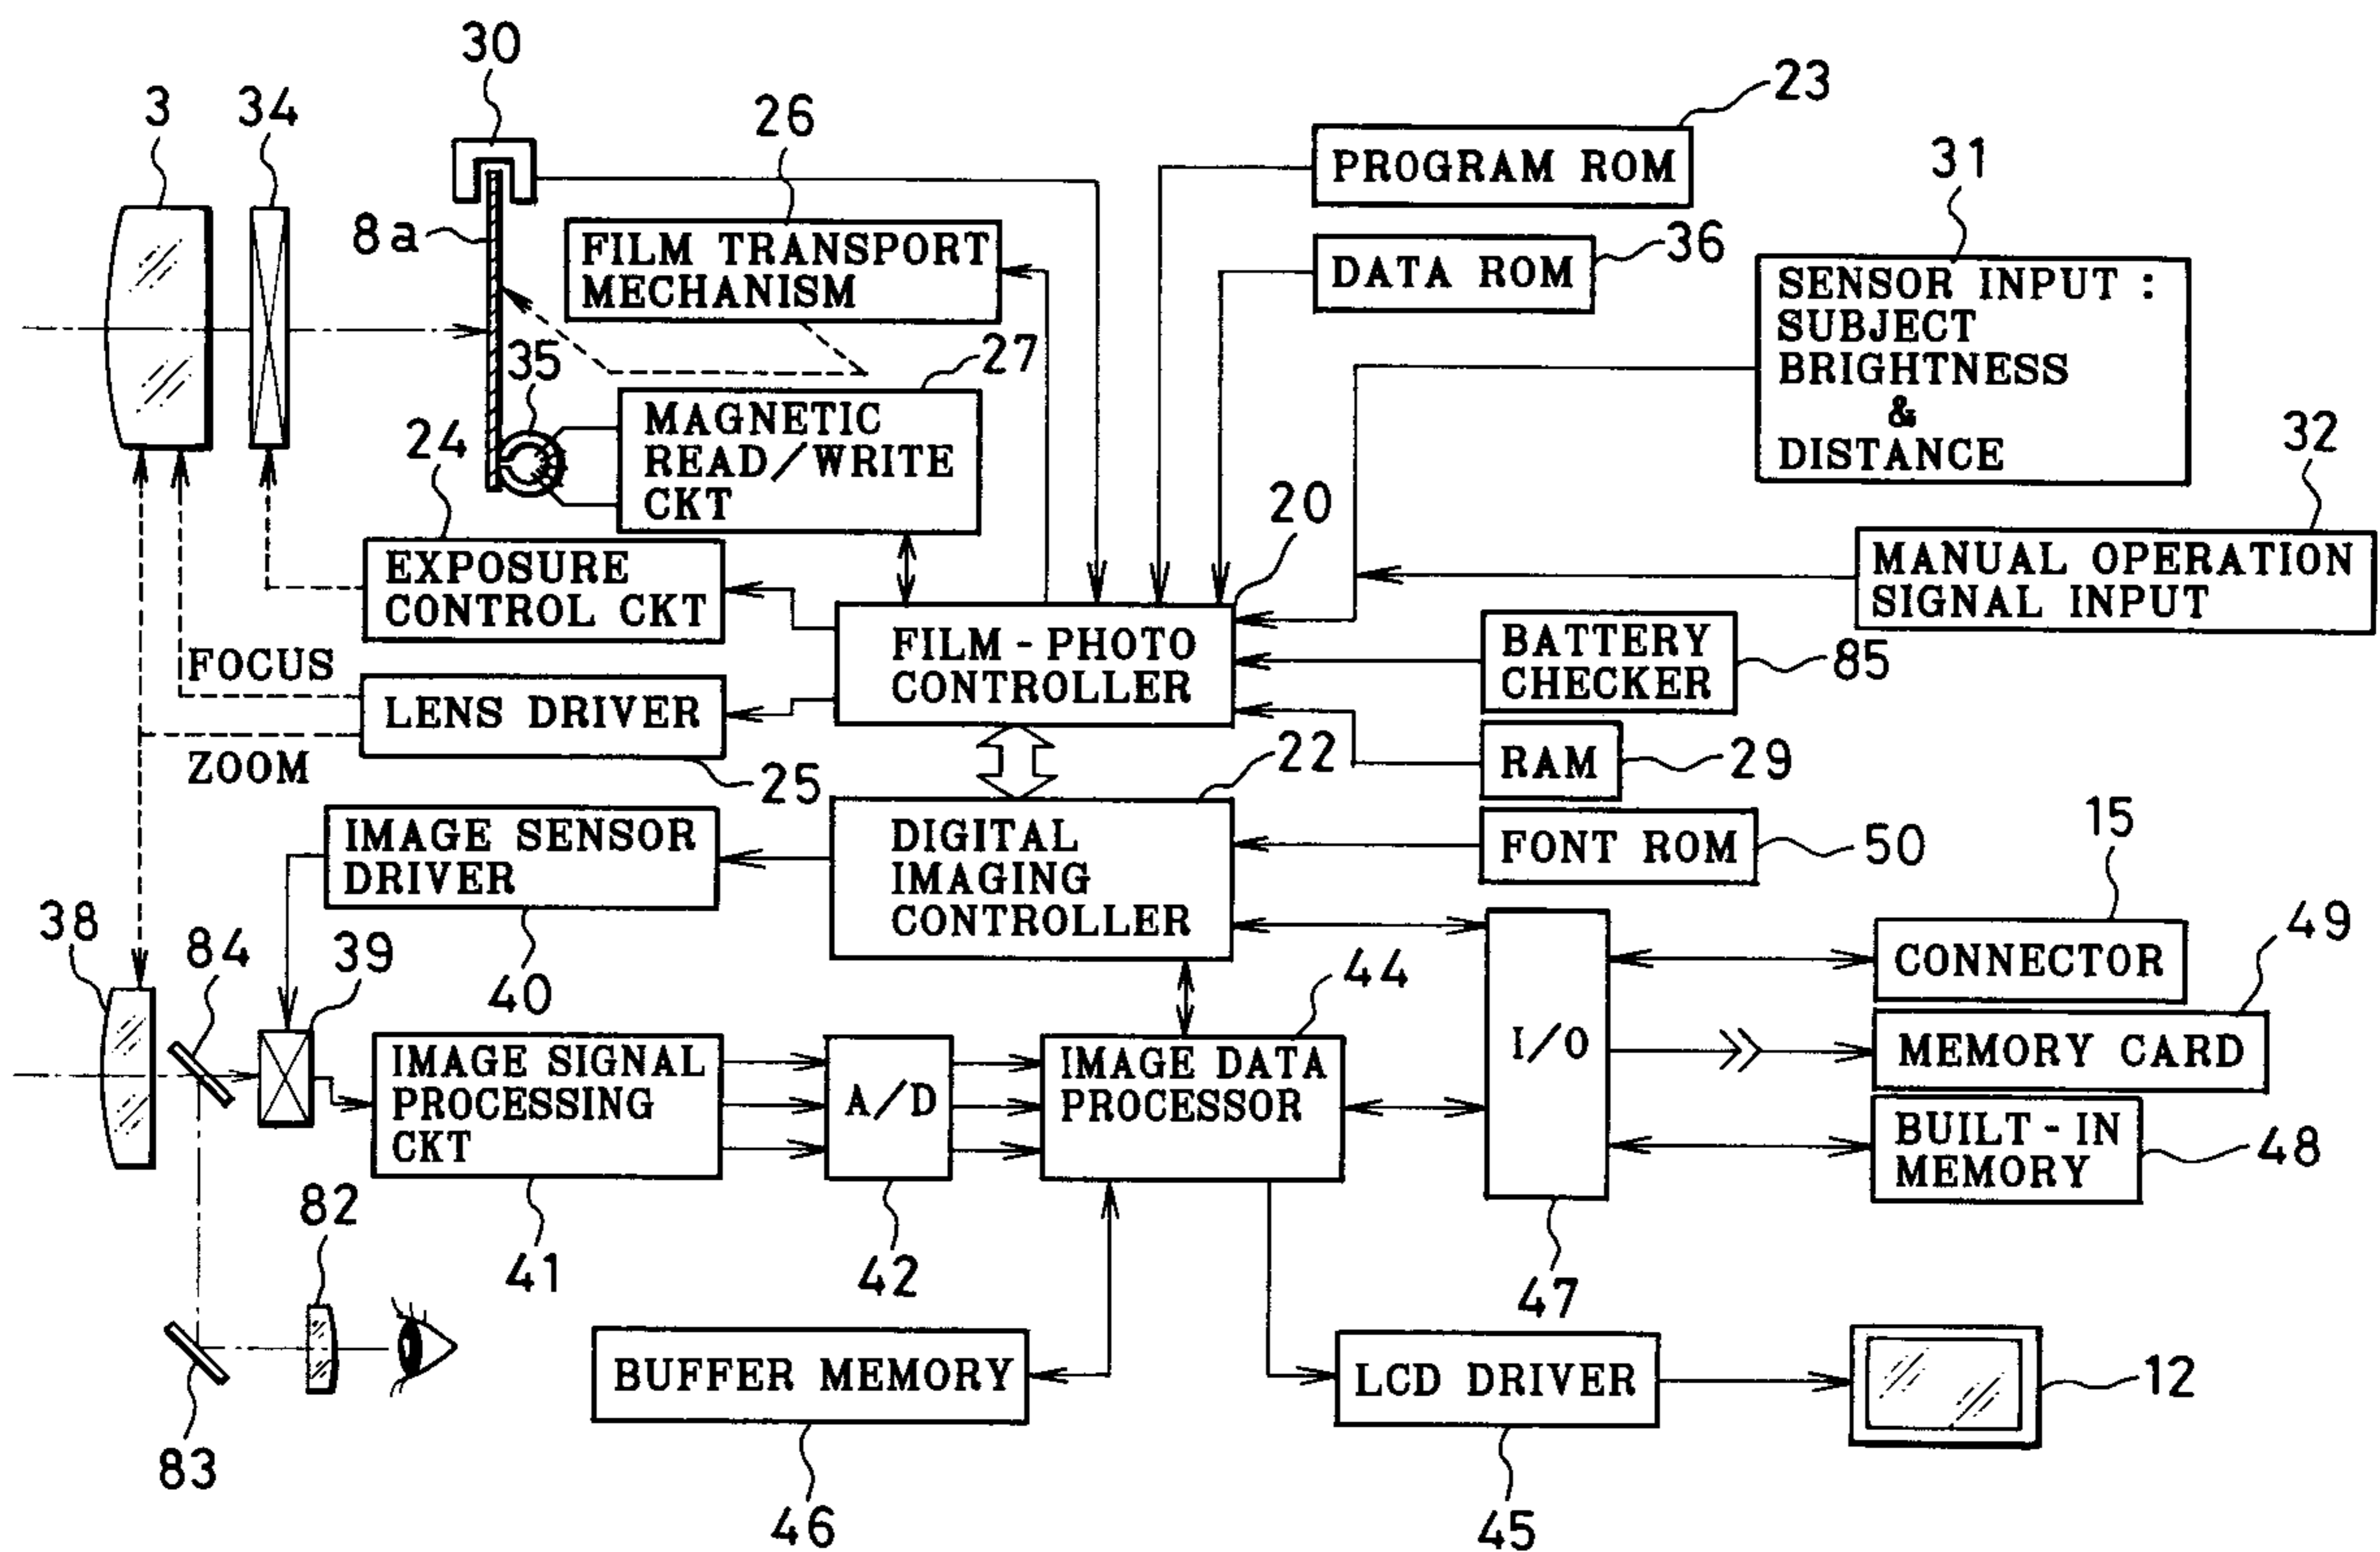 30
23
3
34
26
31
PROGRAM ROM
8a
FILM TRANSPORT
MECHANISM
36
DATA ROM
SENSOR INPUT :
SUBJECT
BRIGHTNESS
&
DISTANCE
35
27
MAGNETIC
READ/WRITE
CKT
24
32
20
EXPOSURE
CONTROL CKT
MANUAL OPERATION
SIGNAL INPUT
FILM-PHOTO
CONTROLLER
BATTERY
CHECKER
85
FOCUS
LENS DRIVER
ZOOM
25
22
RAM
29
IMAGE SENSOR
DRIVER
DIGITAL
IMAGING
CONTROLLER
FONT ROM
50
15
38
84
39
40
44
49
CONNECTOR
IMAGE SIGNAL
PROCESSING
CKT
A/D
IMAGE DATA
PROCESSOR
I/O
MEMORY CARD
BUILT-IN
MEMORY
48
82
41
42
47
BUFFER MEMORY
LCD DRIVER
12
83
46
45